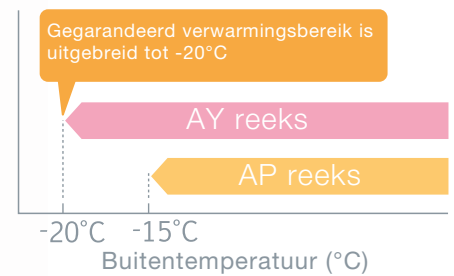 Gegarandeerd verwarmingsbereik is
uitgebreid tot -20°C
AY reeks
AP reeks
-20°C -15°C
Buitentemperatuur (°C)